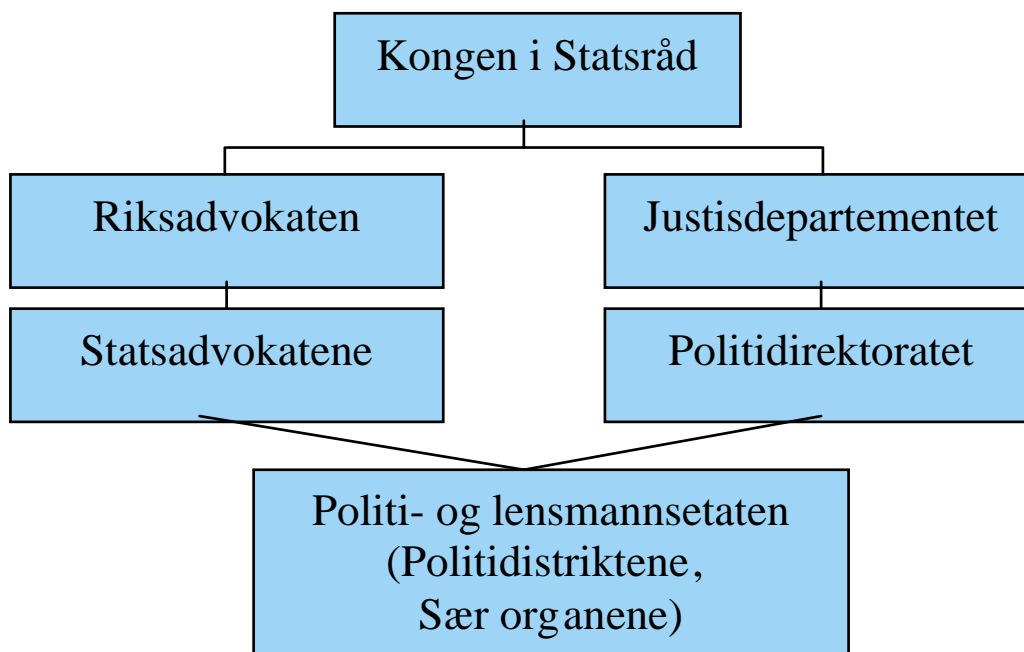 Kongen i Statsråd
Riksadvokaten
Justisdepartementet
Statsadvokatene
Politidirektoratet
Politi- og lensmannsetaten
(Politidistriktene,
Sær organene)